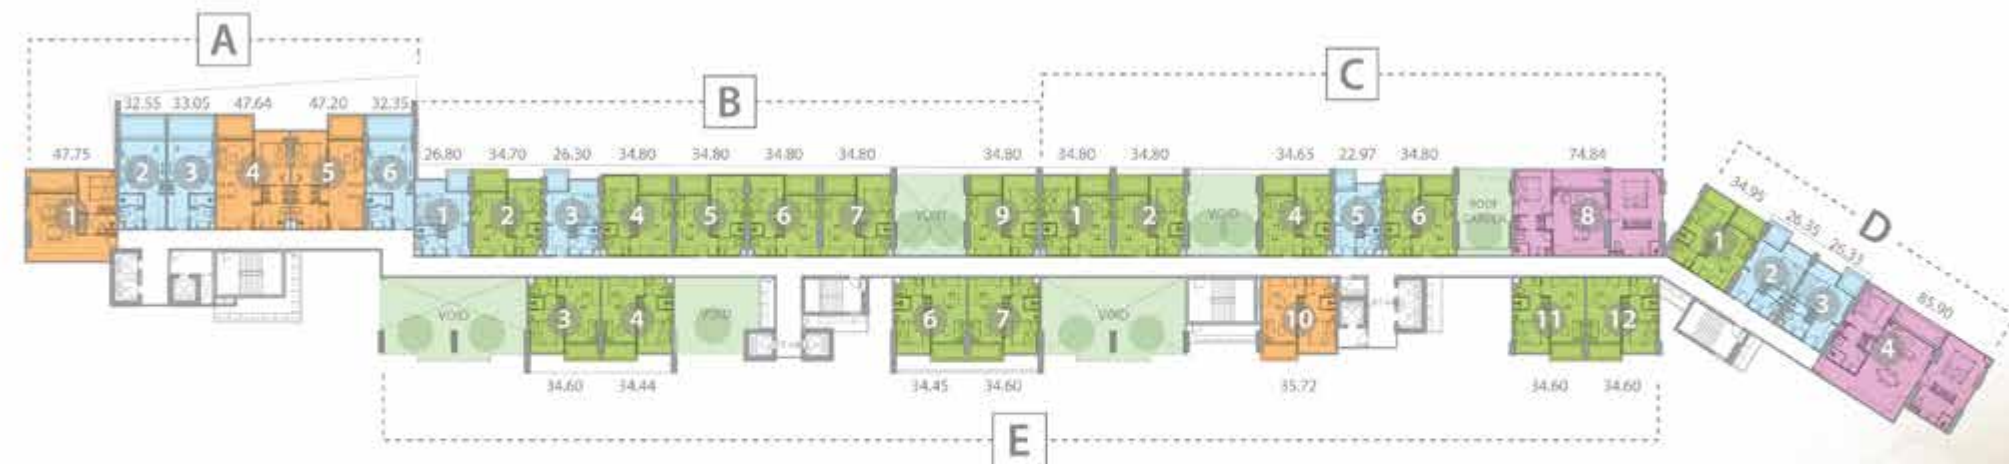 A
B
C
32.55 33.05 47.64 47.20 32.35
47.75
26.80 34.70 26.30 34.80 34.80 34.80 34.80 34.80 34.80 34.80 34.65 22.97 34.80 74.84
34.95 26.35 26.33 85.90
D
1 2 3 4 5 6
1 2 3 4 5 6 7 VOID 9
1 2 VOID 4 5 6 ROOF GARDEN 8
1 2 3 4
VOID 3 4 VOID 6 7 VOID 10 11 12
34.60 34.44 34.45 34.60 35.72 34.60 34.60
E